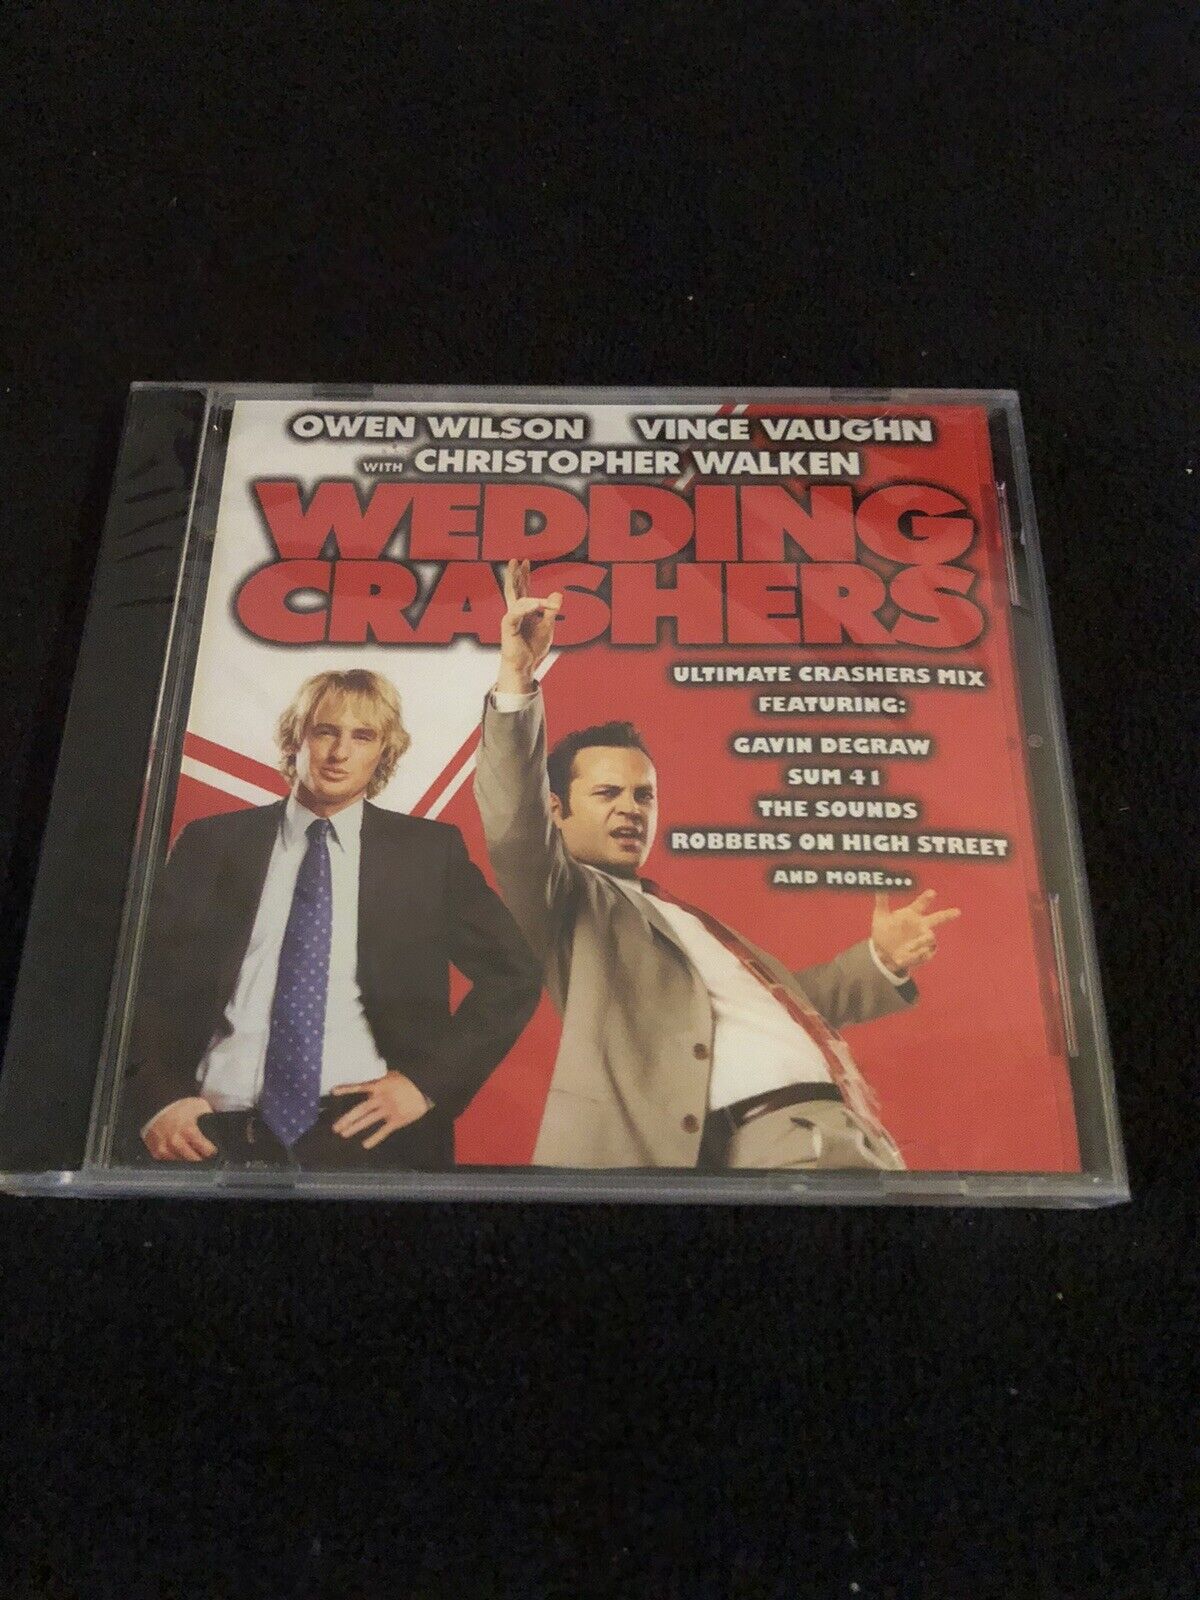 OWEN WILSON VINCE VAUGHN
WITH CHRISTOPHER WALKEN
WEDDING
CRASHERS
ULTIMATE CRASHERS MIX
FEATURING:
GAVIN DEGRAW
SUM 41
THE SOUNDS
ROBBERS ON HIGH STREET
AND MORE...